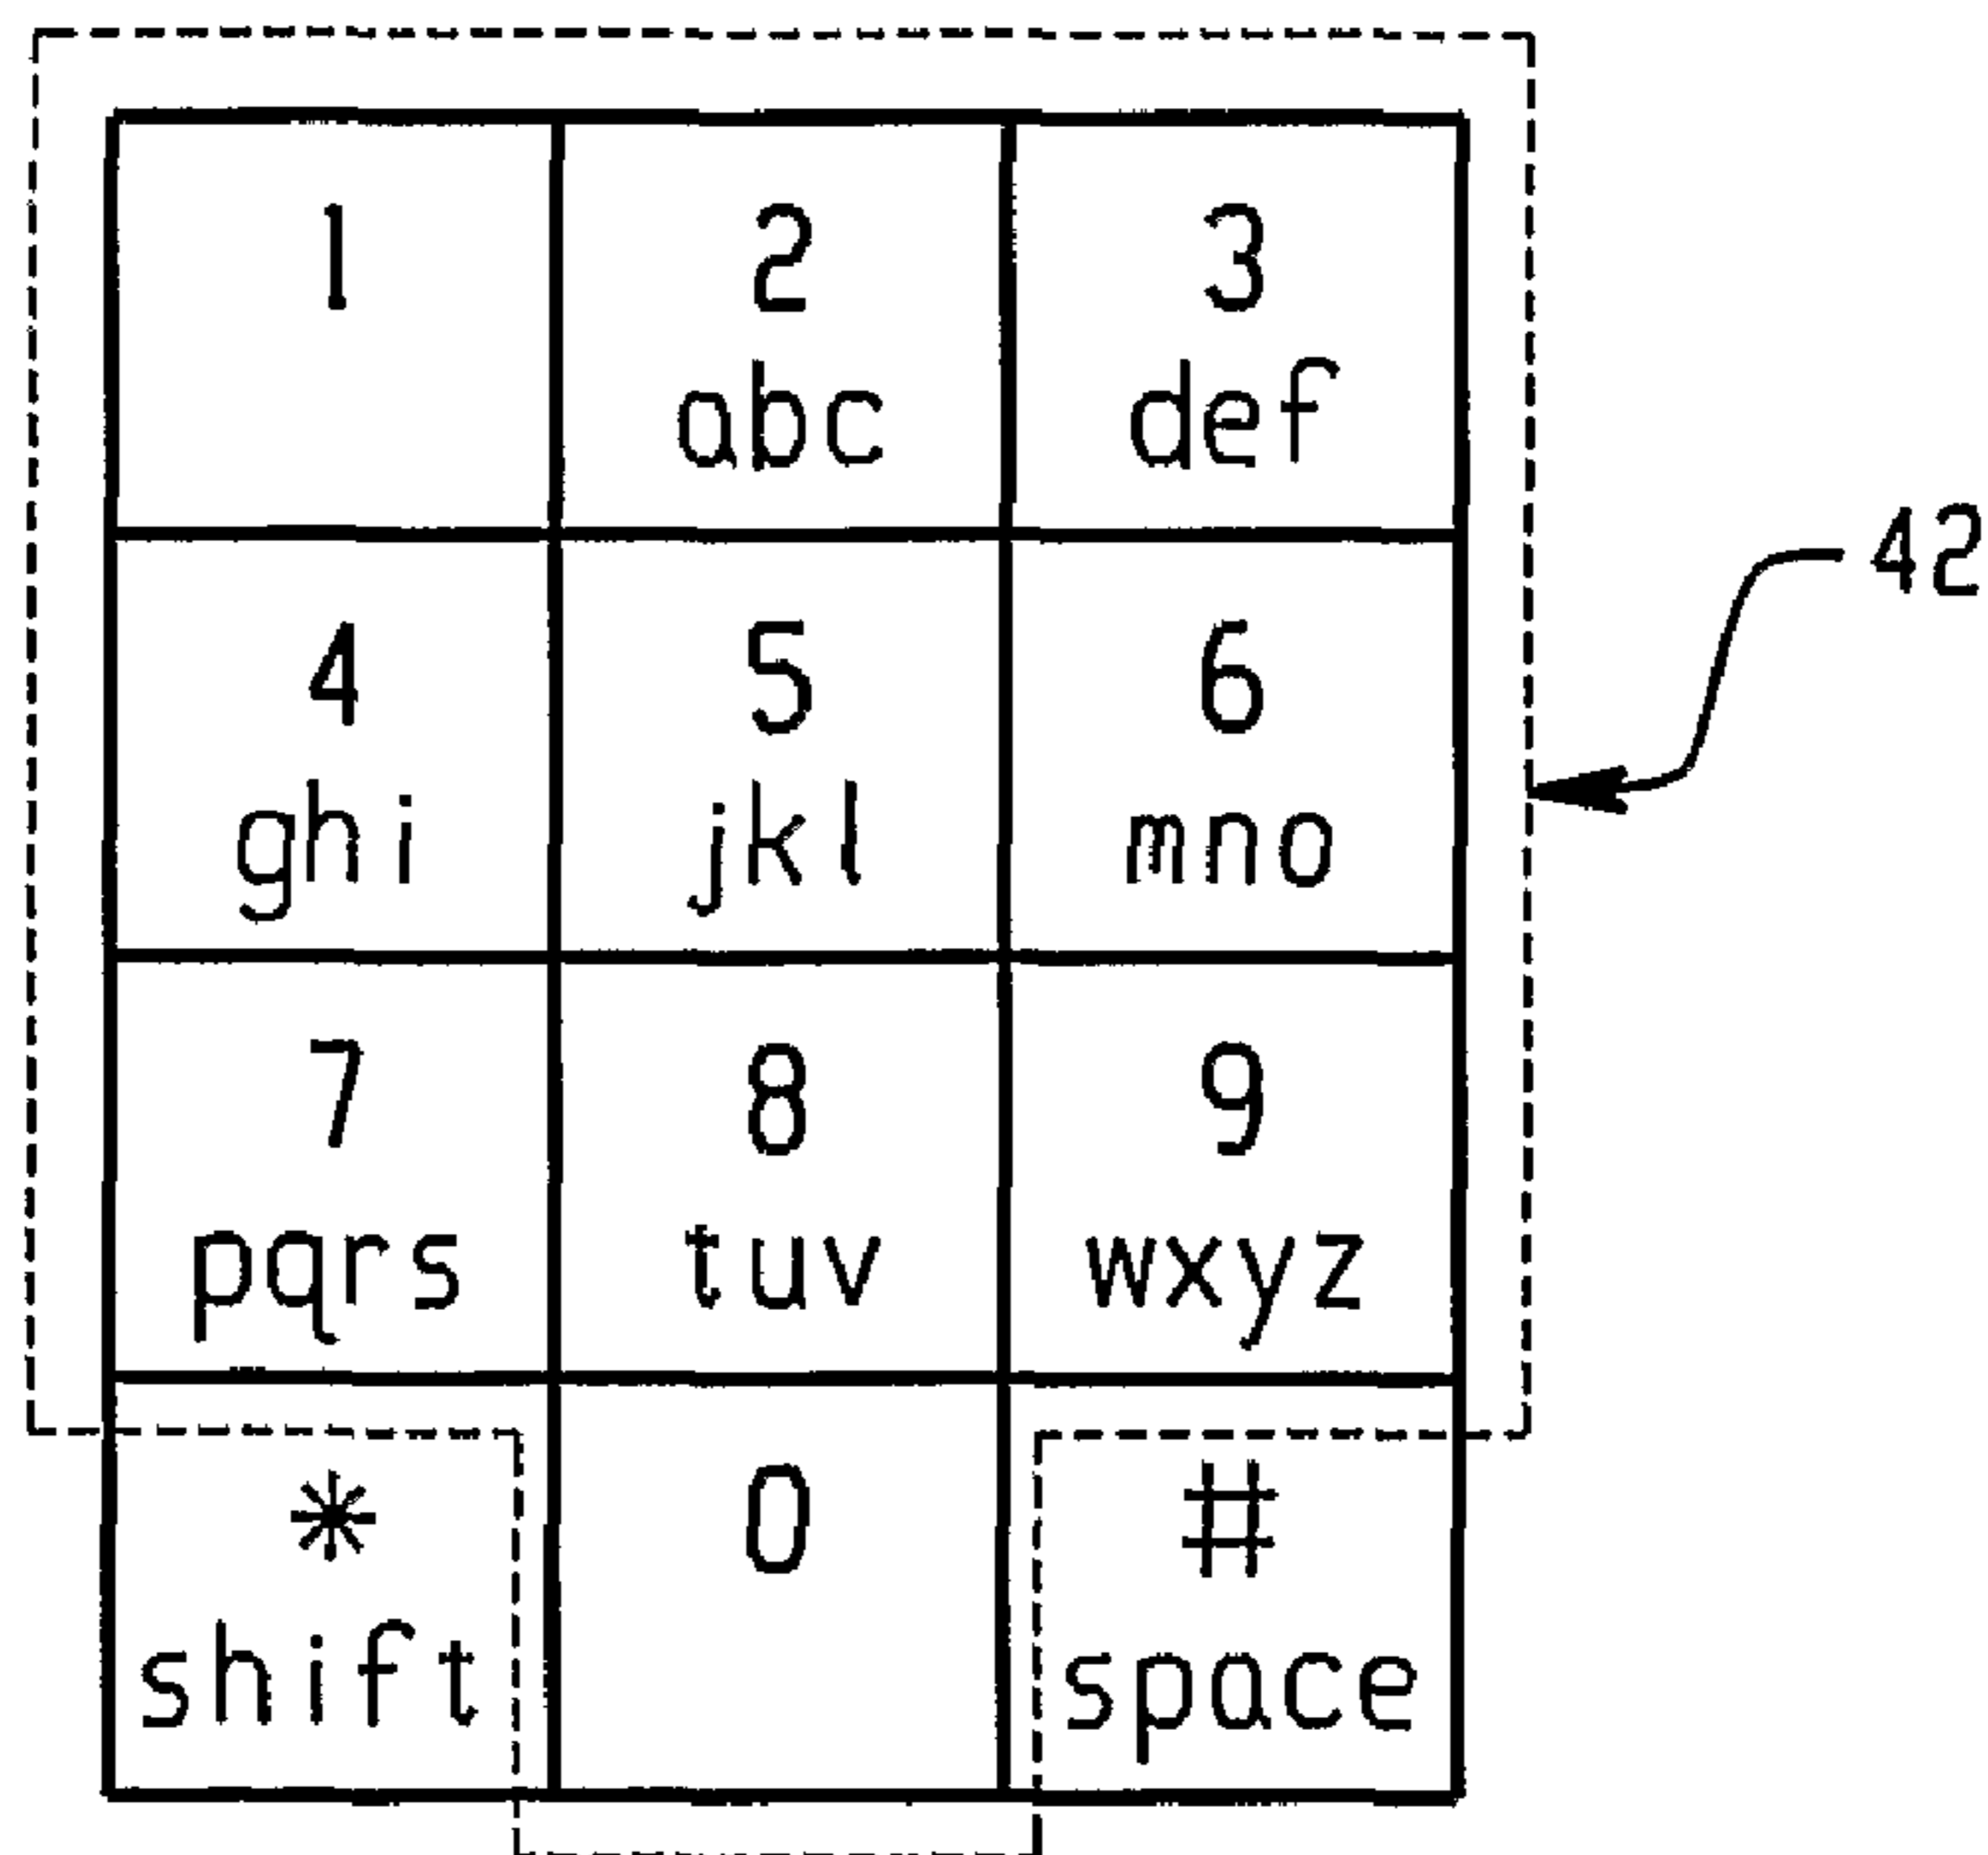 1 2 3
abc def
42
4 5 6
ghi jkl mno
7 8 9
pqrs tuv wxyz
* 0 #
shift space